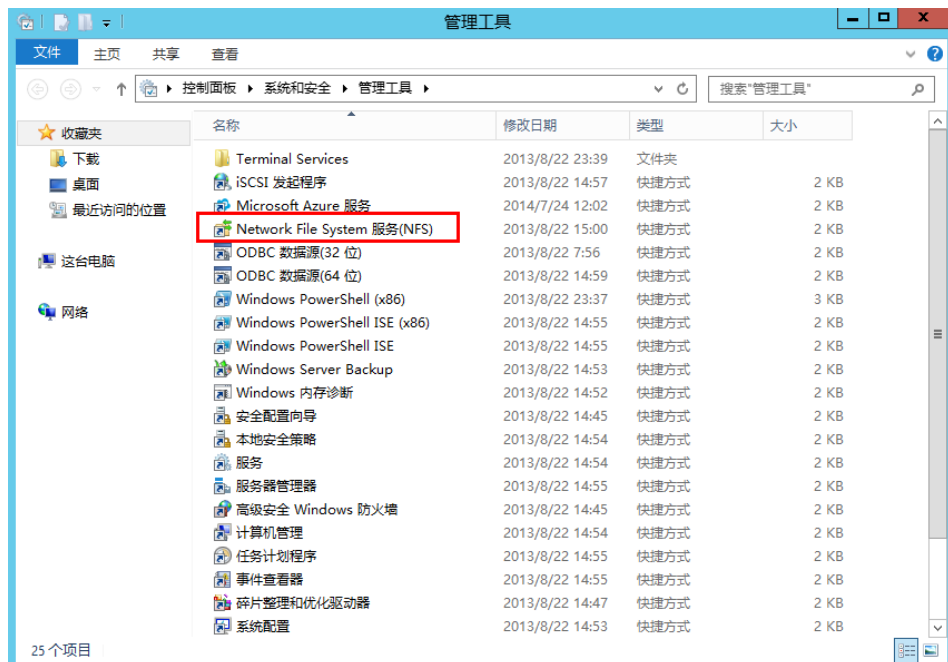 管理工具
文件 主页 共享 查看
控制面板 系统和安全 管理工具 搜索"管理工具"
收藏夹
下载
桌面
最近访问的位置
这台电脑
网络
名称 修改日期 类型 大小
Terminal Services 2013/8/22 23:39 文件夹
iSCSI 发起程序 2013/8/22 14:57 快捷方式 2 KB
Microsoft Azure 服务 2014/7/24 12:02 快捷方式 2 KB
Network File System 服务(NFS) 2013/8/22 15:00 快捷方式 2 KB
ODBC 数据源(32 位) 2013/8/22 7:56 快捷方式 2 KB
ODBC 数据源(64 位) 2013/8/22 14:59 快捷方式 2 KB
Windows PowerShell (x86) 2013/8/22 23:37 快捷方式 3 KB
Windows PowerShell ISE (x86) 2013/8/22 14:55 快捷方式 2 KB
Windows PowerShell ISE 2013/8/22 14:55 快捷方式 2 KB
Windows Server Backup 2013/8/22 14:53 快捷方式 2 KB
Windows 内存诊断 2013/8/22 14:52 快捷方式 2 KB
安全配置向导 2013/8/22 14:45 快捷方式 2 KB
本地安全策略 2013/8/22 14:54 快捷方式 2 KB
服务 2013/8/22 14:54 快捷方式 2 KB
服务器管理器 2013/8/22 14:55 快捷方式 2 KB
高级安全 Windows 防火墙 2013/8/22 14:45 快捷方式 2 KB
计算机管理 2013/8/22 14:54 快捷方式 2 KB
任务计划程序 2013/8/22 14:55 快捷方式 2 KB
事件查看器 2013/8/22 14:55 快捷方式 2 KB
碎片整理和优化驱动器 2013/8/22 14:47 快捷方式 2 KB
系统配置 2013/8/22 14:53 快捷方式 2 KB
25 个项目